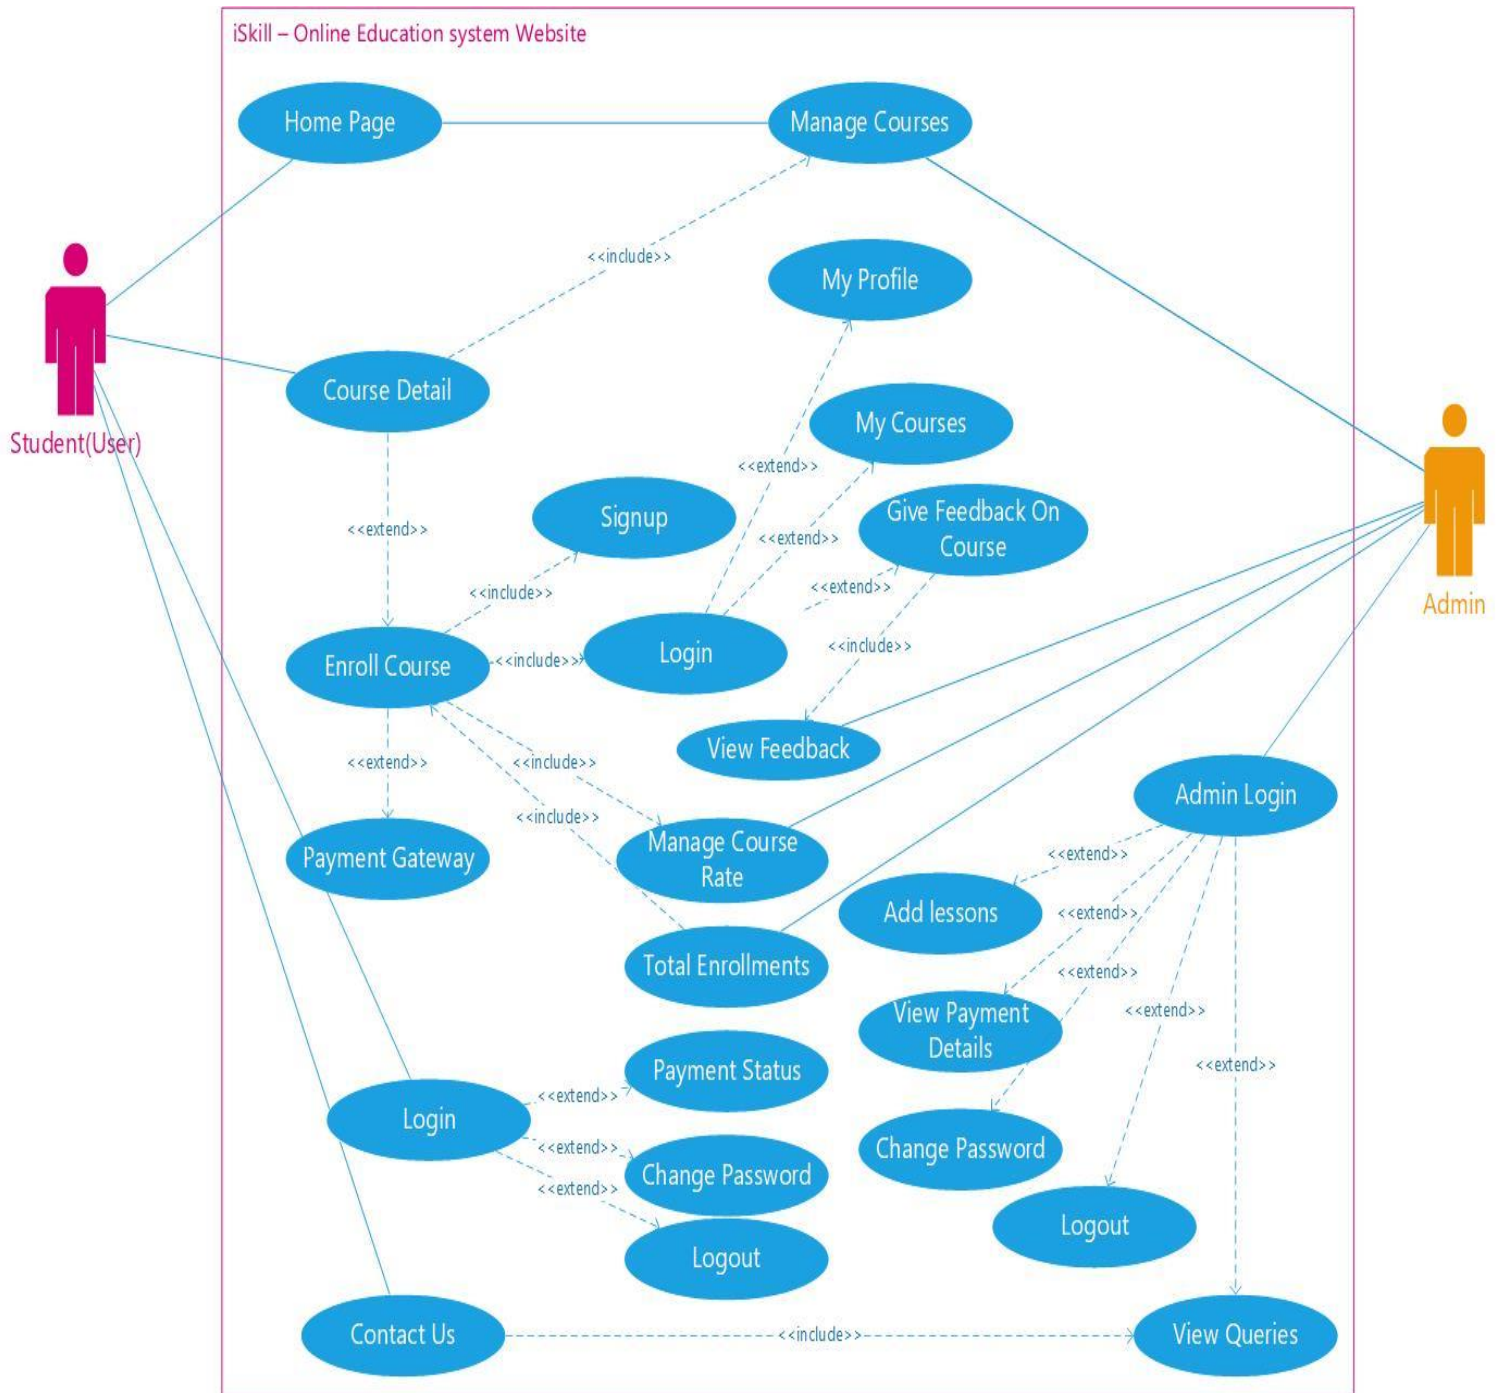 iSkill – Online Education system Website
Home Page
Manage Courses
<<include>>
My Profile
Course Detail
My Courses
Student(User)
<<extend>>
Signup
Give Feedback On
Course
<<extend>>
<<extend>>
<<extend>>
<<include>>
Admin
Enroll Course
<<include>>
Login
<<include>>
View Feedback
<<extend>>
<<include>>
Admin Login
<<include>>
Payment Gateway
Manage Course
Rate
<<extend>>
Add lessons
<<extend>>
Total Enrollments
<<extend>>
View Payment
Details
<<extend>>
<<extend>>
Payment Status
<<extend>>
Login
<<extend>>
Change Password
Change Password
<<extend>>
Logout
Logout
Contact Us
<<include>>
View Queries